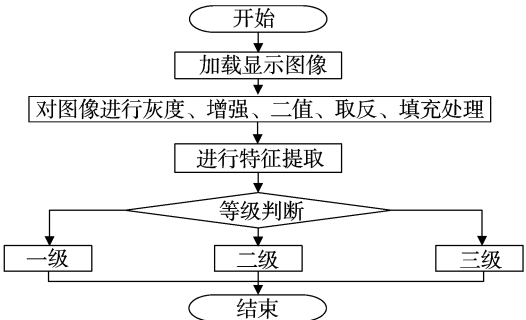 开始
加载显示图像
对图像进行灰度、增强、二值、取反、填充处理
进行特征提取
等级判断
一级
二级
三级
结束